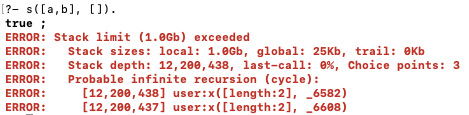 ?- s([a,b], []).
true ;
ERROR: Stack limit (1.0Gb) exceeded
ERROR:   Stack sizes: local: 1.0Gb, global: 25Kb, trail: 0Kb
ERROR:   Stack depth: 12,200,438, last-call: 0%, Choice points: 3
ERROR:   Probable infinite recursion (cycle):
ERROR:     [12,200,438] user:x([length:2], _6582)
ERROR:     [12,200,437] user:x([length:2], _6608)